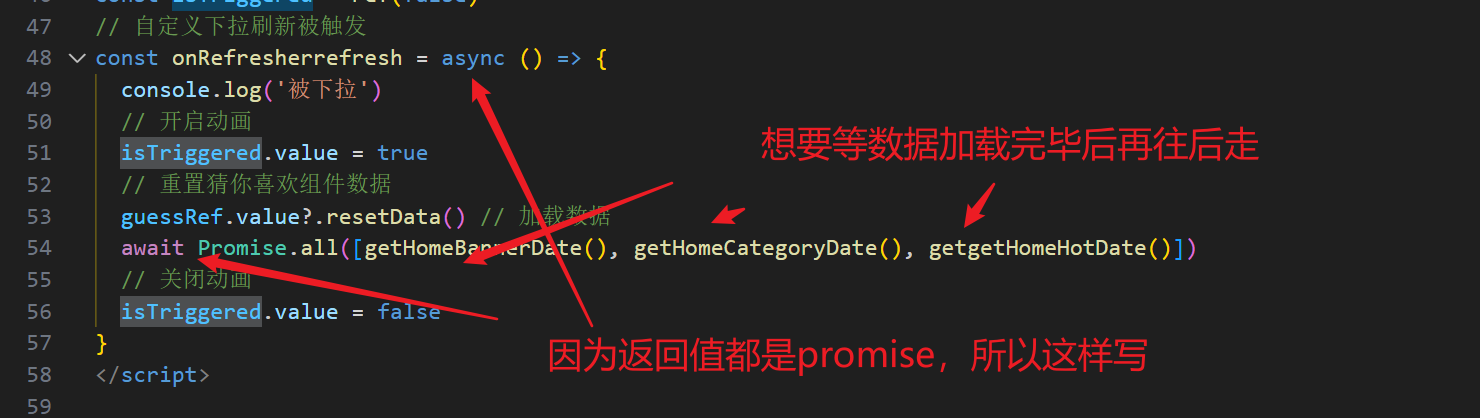 47 // 自定义下拉刷新被触发
48 const onRefresherrefresh = async () => {
49 console.log('被下拉')
50 // 开启动画
51 isTriggered.value = true
想要等数据加载完毕后再往后走
52 // 重置猜你喜欢组件数据
53 guessRef.value?.resetData() // 加载数据
54 await Promise.all([getHomeBannerDate(), getHomeCategoryDate(), getgetHomeHotDate()])
55 // 关闭动画
56 isTriggered.value = false
57 }
因为返回值都是promise，所以这样写
58 </script>
59